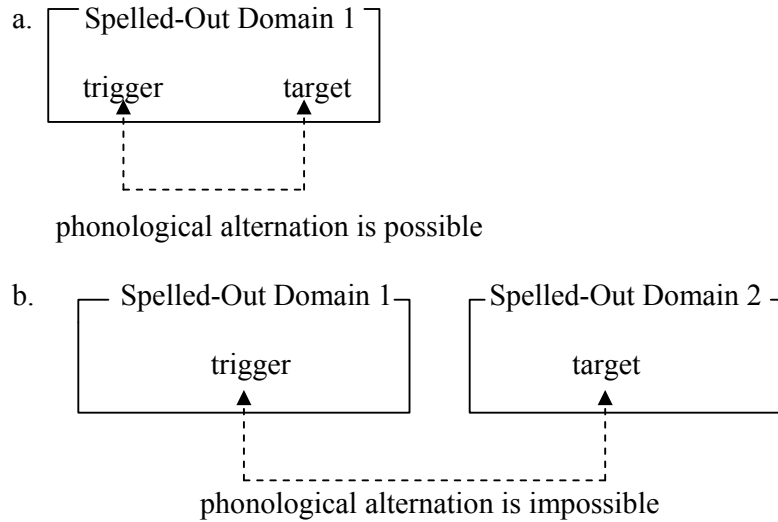 a. Spelled-Out Domain 1
trigger target
phonological alternation is possible
b. Spelled-Out Domain 1 Spelled-Out Domain 2
trigger target
phonological alternation is impossible